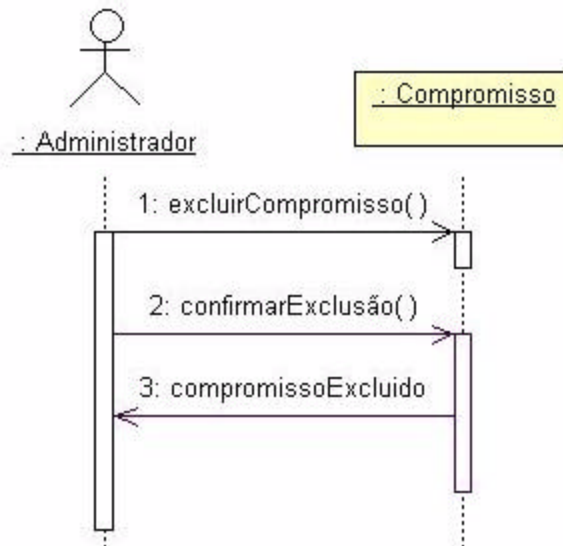 : Compromisso
: Administrador
1: excluirCompromisso( )
2: confirmarExclusão( )
3: compromissoExcluido